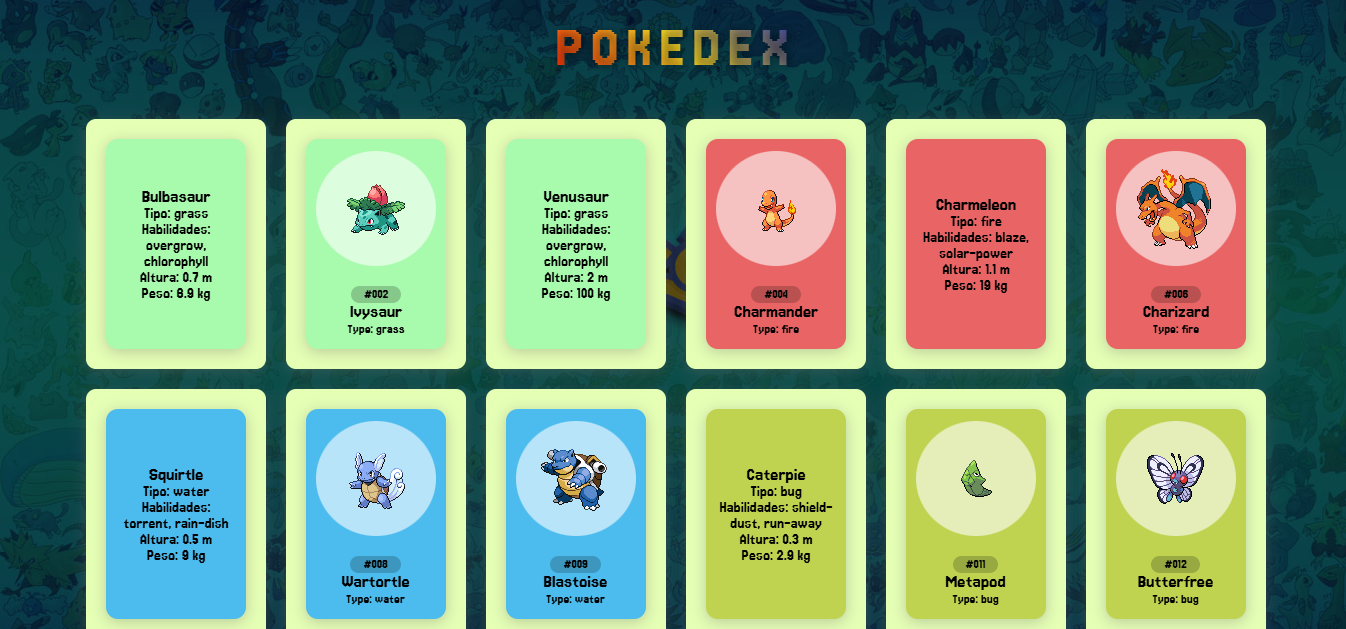 POKEDEX
Bulbasaur
Tipo: grass
Habilidades:
overgrow,
chlorophyll
Altura: 0.7 m
Peso: 6.9 kg
#002
Ivysaur
Type: grass
Venusaur
Tipo: grass
Habilidades:
overgrow,
chlorophyll
Altura: 2 m
Peso: 100 kg
#004
Charmander
Type: fire
Charmeleon
Tipo: fire
Habilidades: blaze,
solar-power
Altura: 1.1 m
Peso: 19 kg
#006
Charizard
Type: fire
Squirtle
Tipo: water
Habilidades:
torrent, rain-dish
Altura: 0.5 m
Peso: 9 kg
#008
Wartortle
Type: water
#009
Blastoise
Type: water
Caterpie
Tipo: bug
Habilidades: shield-
dust, run-away
Altura: 0.3 m
Peso: 2.9 kg
#011
Metapod
Type: bug
#012
Butterfree
Type: bug